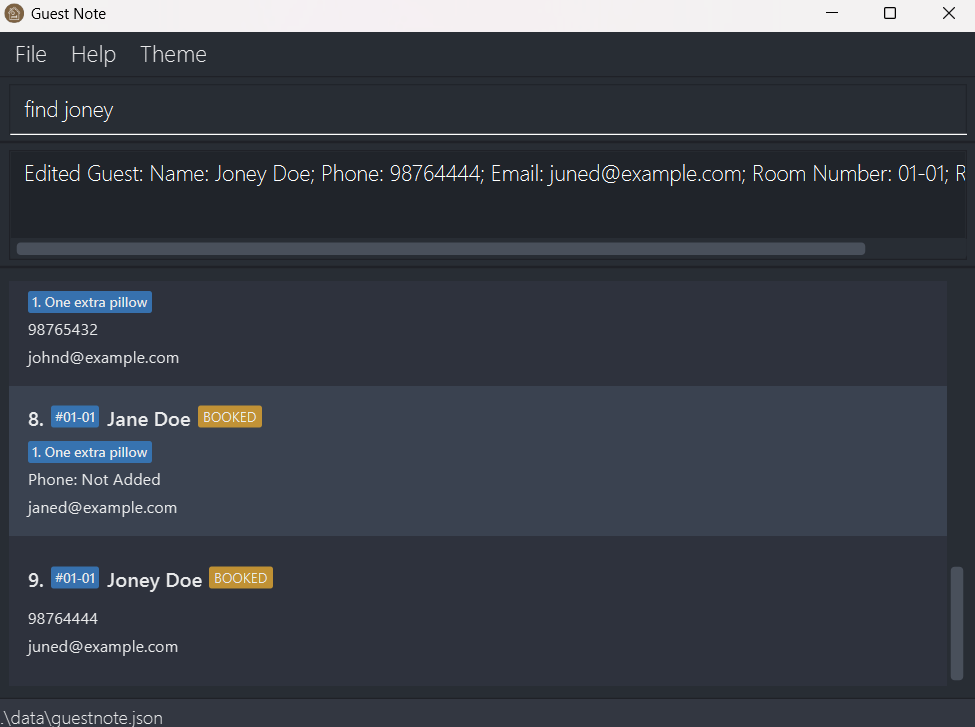 Guest Note
File Help Theme
find joney
Edited Guest: Name: Joney Doe; Phone: 98764444; Email: juned@example.com; Room Number: 01-01; R
1. One extra pillow
98765432
johnd@example.com
8. #01-01 Jane Doe BOOKED
1. One extra pillow
Phone: Not Added
janed@example.com
9. #01-01 Joney Doe BOOKED
98764444
juned@example.com
.\data\guestnote.json